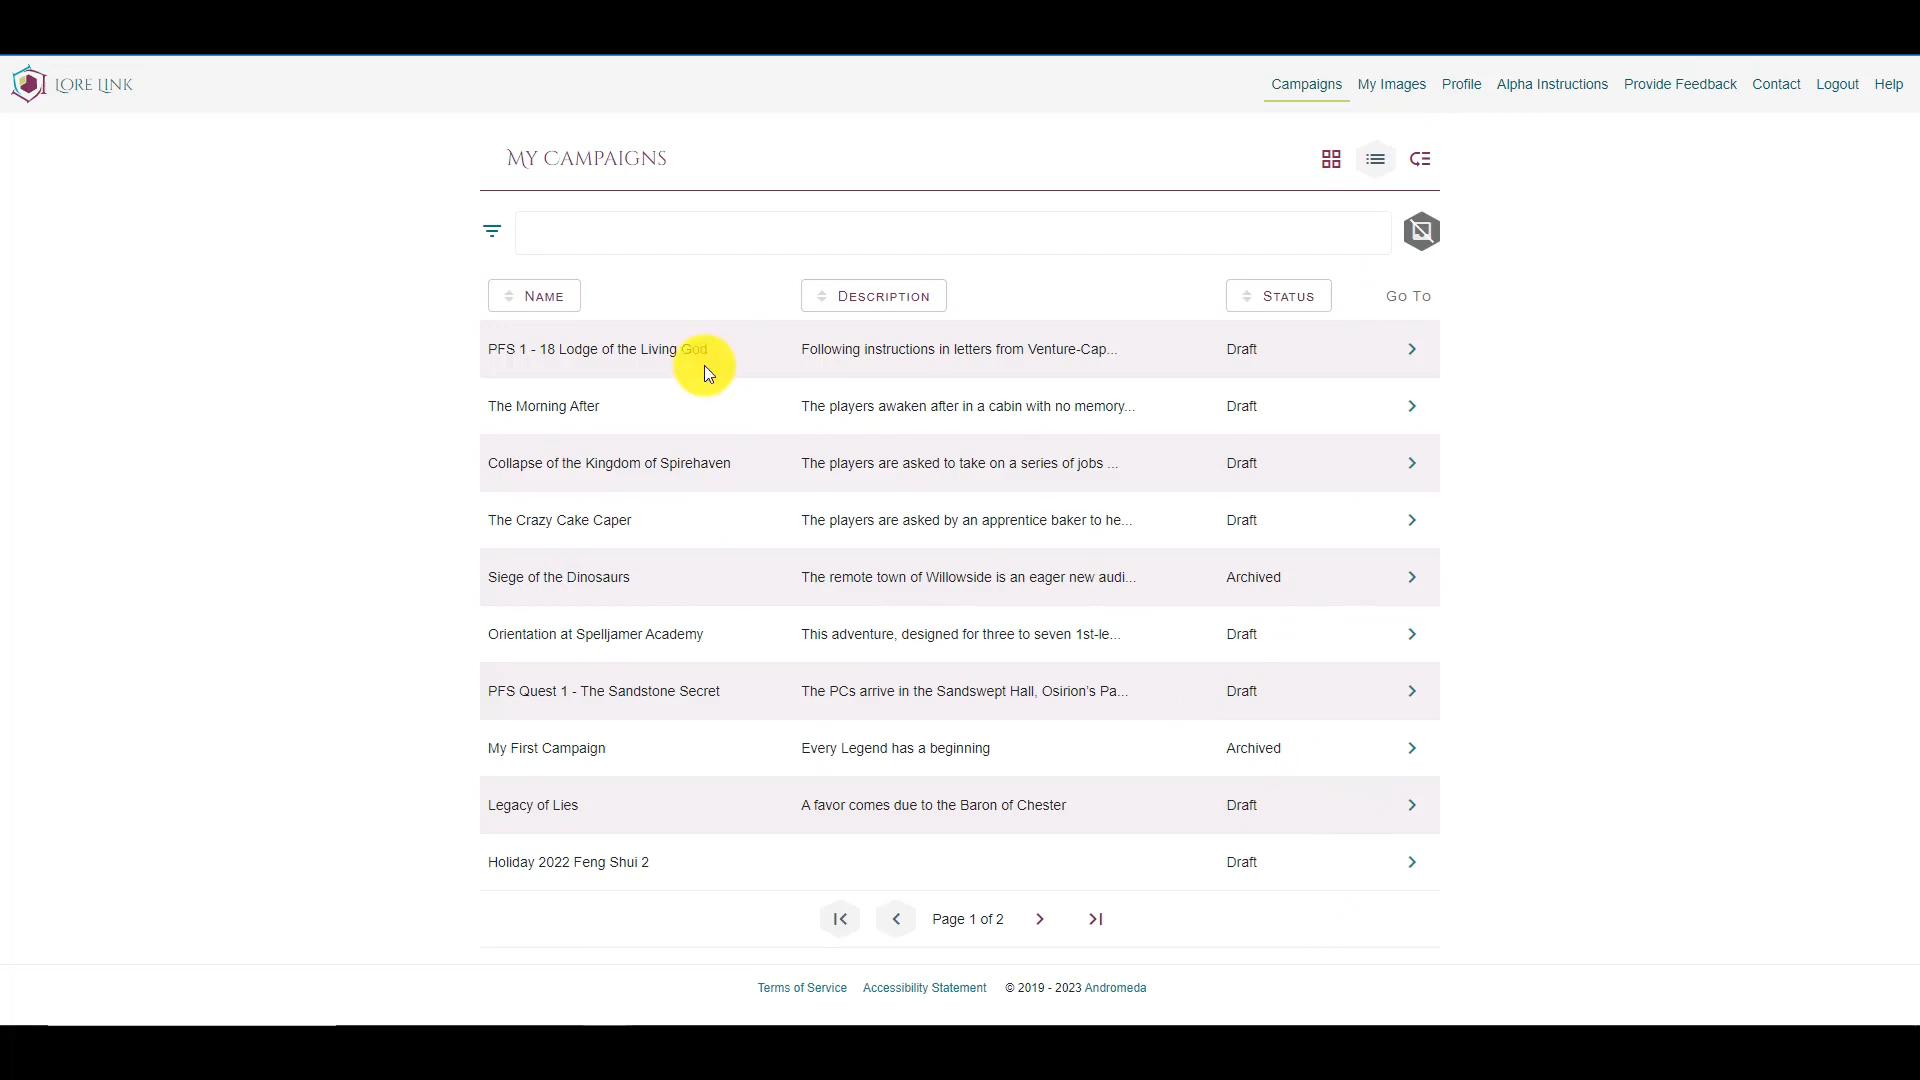 LORE LINK
Campaigns My Images Profile Alpha Instructions Provide Feedback Contact Logout Help
MY CAMPAIGNS
NAME DESCRIPTION STATUS Go To
PFS 1 - 18 Lodge of the Living God Following instructions in letters from Venture-Cap... Draft
The Morning After The players awaken after in a cabin with no memory... Draft
Collapse of the Kingdom of Spirehaven The players are asked to take on a series of jobs ... Draft
The Crazy Cake Caper The players are asked by an apprentice baker to he... Draft
Siege of the Dinosaurs The remote town of Willowside is an eager new audi... Archived
Orientation at Spelljamer Academy This adventure, designed for three to seven 1st-le... Draft
PFS Quest 1 - The Sandstone Secret The PCs arrive in the Sandswept Hall, Osirion’s Pa... Draft
My First Campaign Every Legend has a beginning Archived
Legacy of Lies A favor comes due to the Baron of Chester Draft
Holiday 2022 Feng Shui 2 Draft
Page 1 of 2
Terms of Service Accessibility Statement © 2019 - 2023 Andromeda